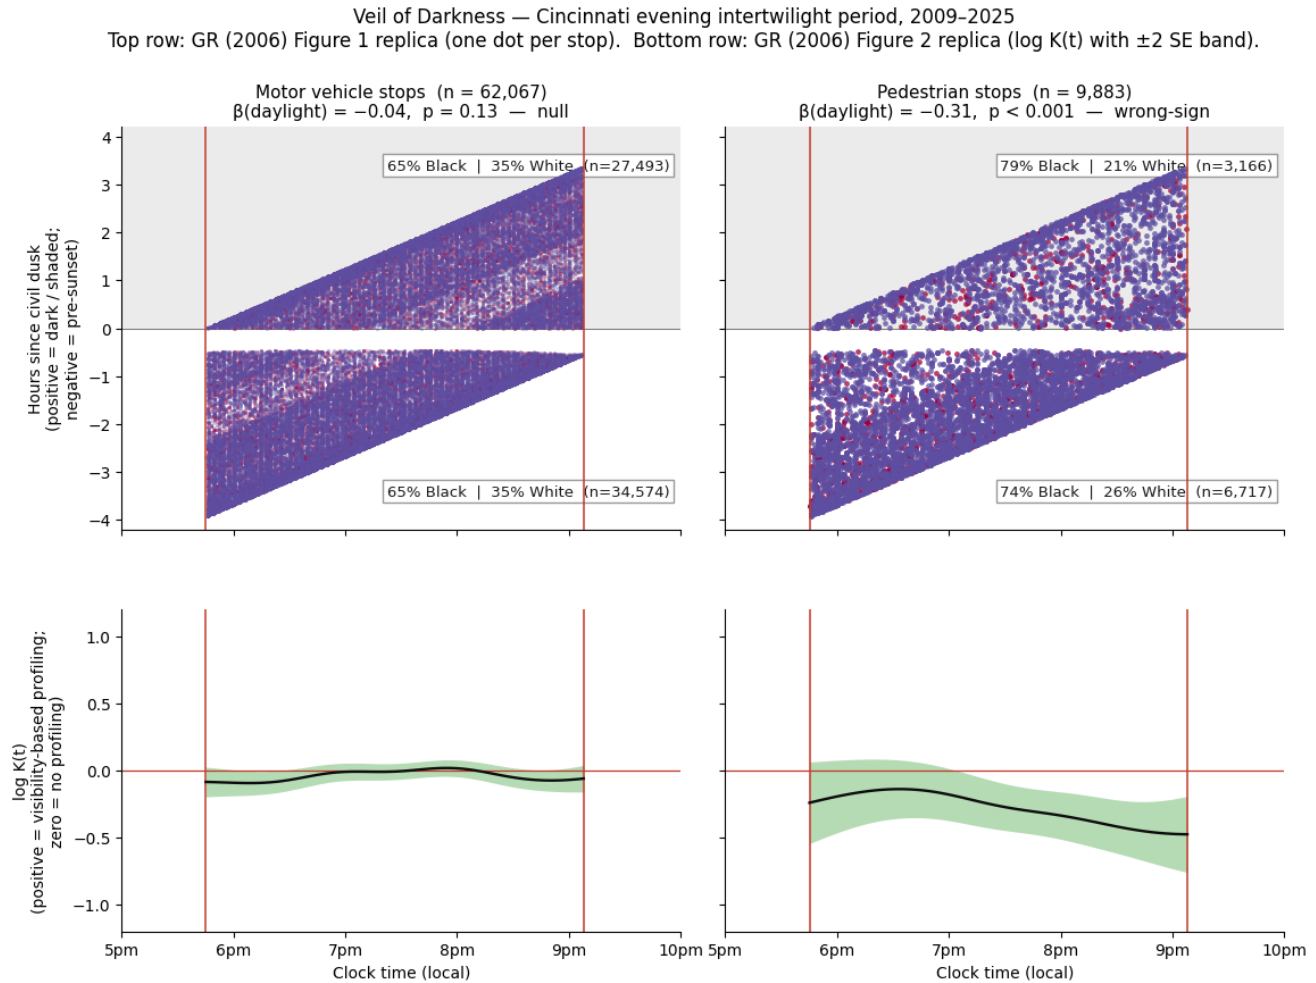 Veil of Darkness — Cincinnati evening intertwilight period, 2009–2025
Top row: GR (2006) Figure 1 replica (one dot per stop).  Bottom row: GR (2006) Figure 2 replica (log K(t) with ±2 SE band).
Motor vehicle stops  (n = 62,067)
β(daylight) = −0.04,  p = 0.13  —  null
Pedestrian stops  (n = 9,883)
β(daylight) = −0.31,  p < 0.001  —  wrong-sign
Hours since civil dusk
(positive = dark / shaded;
negative = pre-sunset)
4
3
2
1
0
−1
−2
−3
−4
65% Black  |  35% White  (n=27,493)
65% Black  |  35% White  (n=34,574)
79% Black  |  21% White  (n=3,166)
74% Black  |  26% White  (n=6,717)
log K(t)
(positive = visibility-based profiling;
zero = no profiling)
1.0
0.5
0.0
−0.5
−1.0
5pm 6pm 7pm 8pm 9pm 10pm
Clock time (local)
5pm 6pm 7pm 8pm 9pm 10pm
Clock time (local)